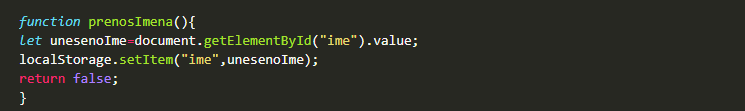 function prenosImena(){
let unesenoIme=document.getElementById("ime").value;
localStorage.setItem("ime",unesenoIme);
return false;
}